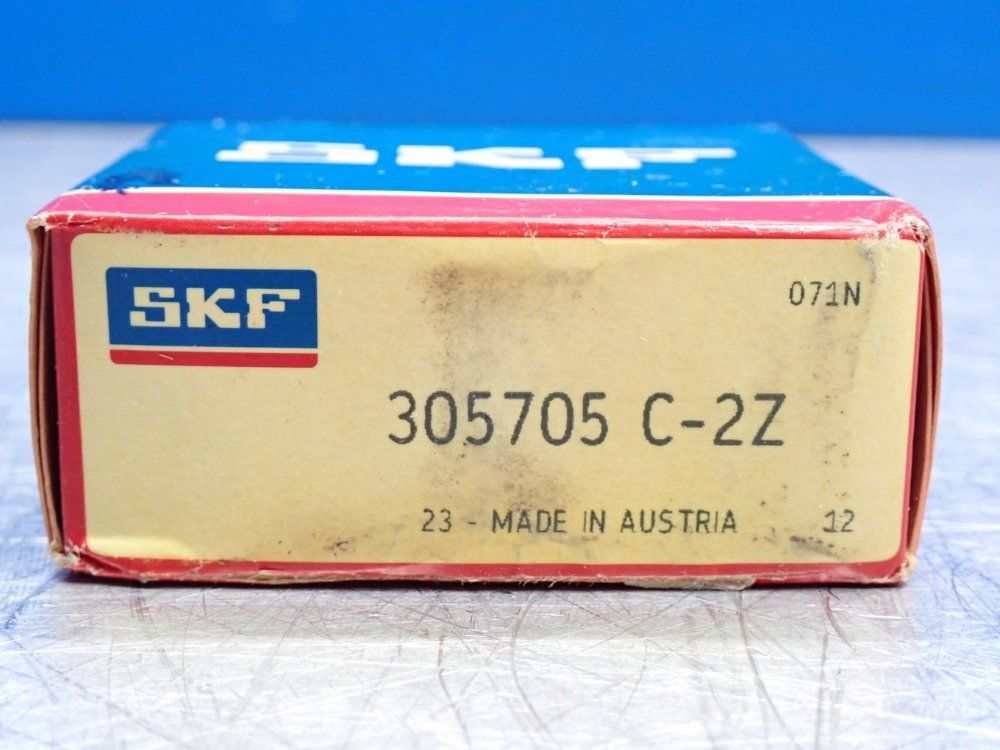 SKF
SKF
071N
305705 C-2Z
23 - MADE IN AUSTRIA 12